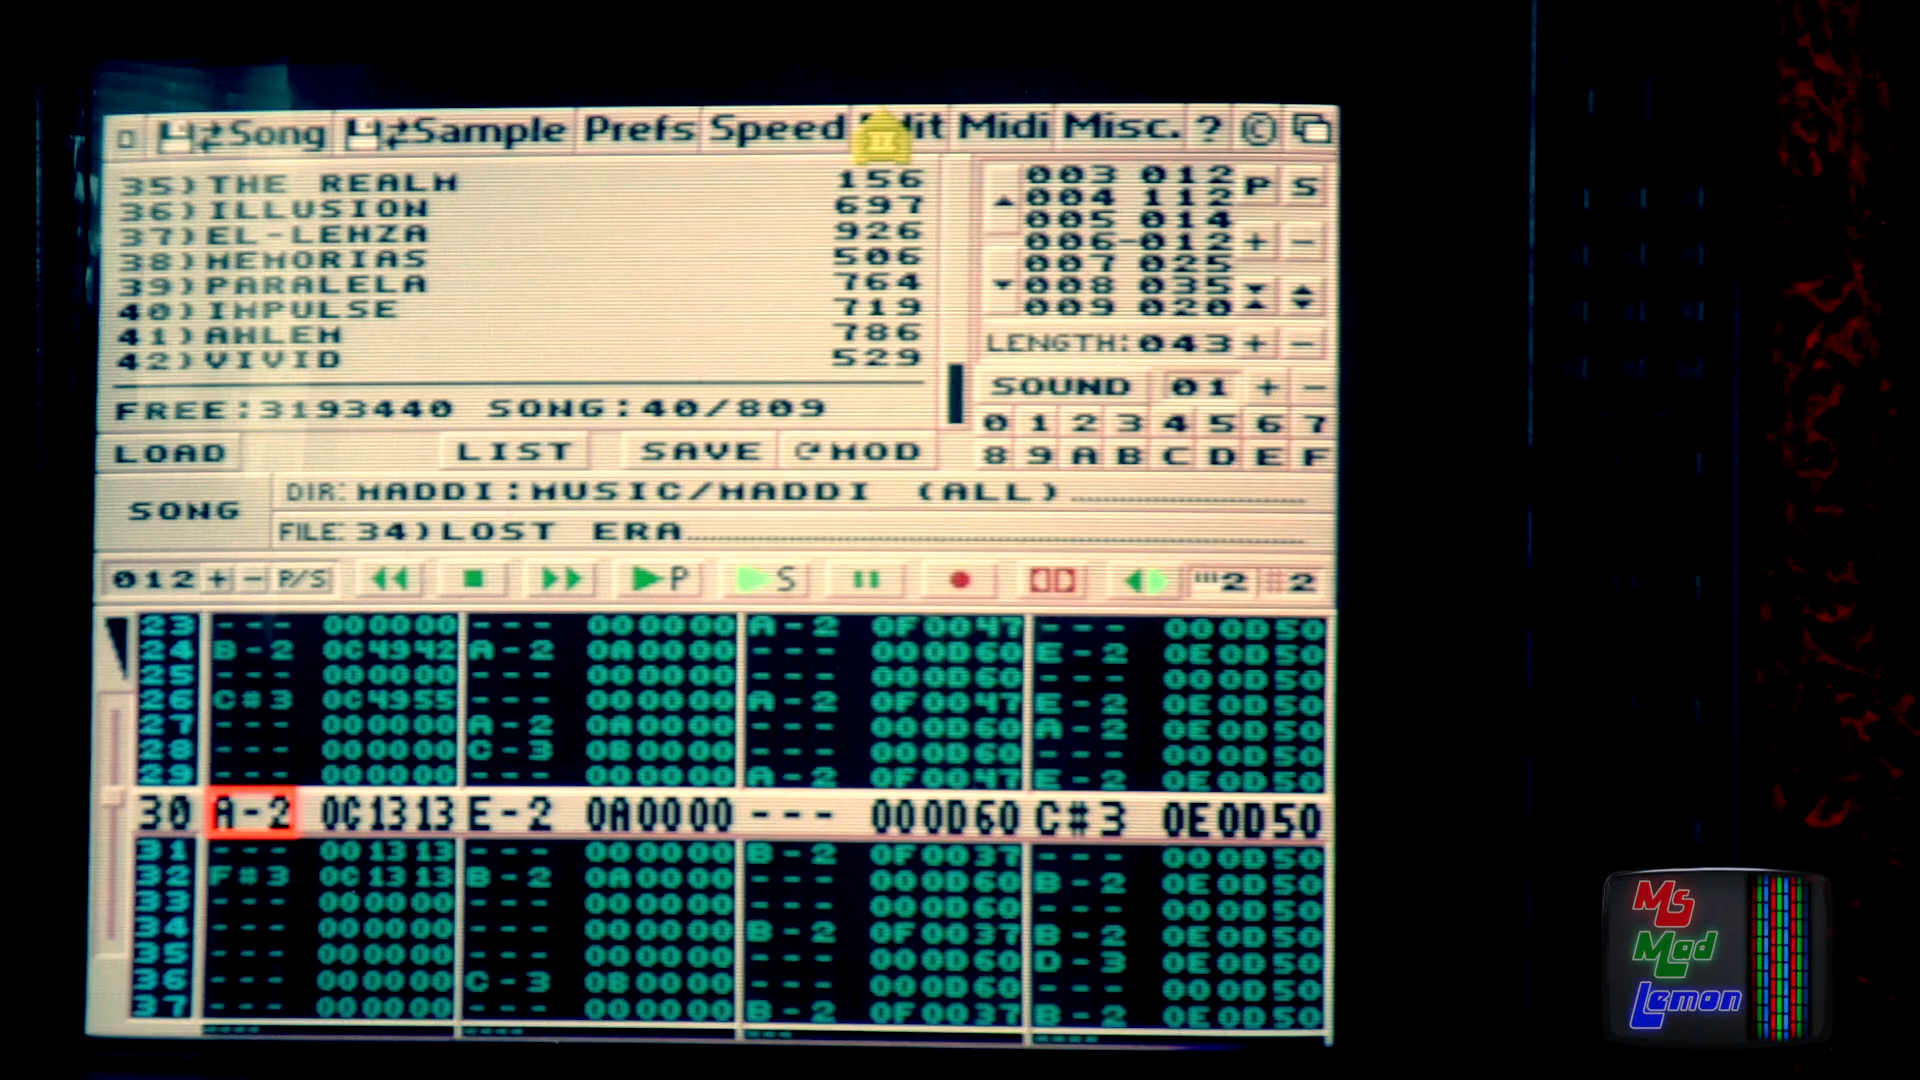 Song Sample Prefs Speed Edit Midi Misc. ? ©
35)THE REALM 156
36)ILLUSION 697
37)EL-LEMZA 926
38)MEMORIAS 506
39)PARALELA 764
40)IMPULSE 719
41)AHLEM 786
42)VIVID 529
FREE:3193440 SONG:40/809
003 012 P S
004 112
005 014
006-012 + -
007 025
008 035
009 020
LENGTH:043 + -
SOUND 01 + -
0 1 2 3 4 5 6 7
8 9 A B C D E F
LOAD LIST SAVE MOD
SONG
DIR: MADDI:MUSIC/MADDI (ALL)
FILE: 34)LOST ERA
012 + - P/S P S 2 #2
23 --- 000000 --- 000000 A-2 0F0047 --- 000D50
24 B-2 0C4942 A-2 0A0000 --- 000D60 E-2 0E0D50
25 --- 000000 --- 000000 --- 000D60 --- 000D50
26 C#3 0C4955 --- 000000 A-2 0F0047 E-2 0E0D50
27 --- 000000 A-2 0A0000 --- 000D60 A-2 0E0D50
28 --- 000000 C-3 0B0000 --- 000D60 --- 000D50
29 --- 000000 --- 000000 A-2 0F0047 E-2 0E0D50
30 A-2 0C1313 E-2 0A0000 --- 000D60 C#3 0E0D50
31 --- 001313 --- 000000 B-2 0F0037 --- 000D50
32 F#3 0C1313 B-2 0A0000 --- 000D60 B-2 0E0D50
33 --- 000000 --- 000000 --- 000D60 --- 000D50
34 --- 000000 --- 000000 B-2 0F0037 B-2 0E0D50
35 --- 000000 --- 000000 --- 000D60 D-3 0E0D50
36 --- 000000 C-3 0B0000 --- 000D60 --- 000D50
37 --- 000000 --- 000000 B-2 0F0037 B-2 0E0D50
Ms
Mad
Lemon